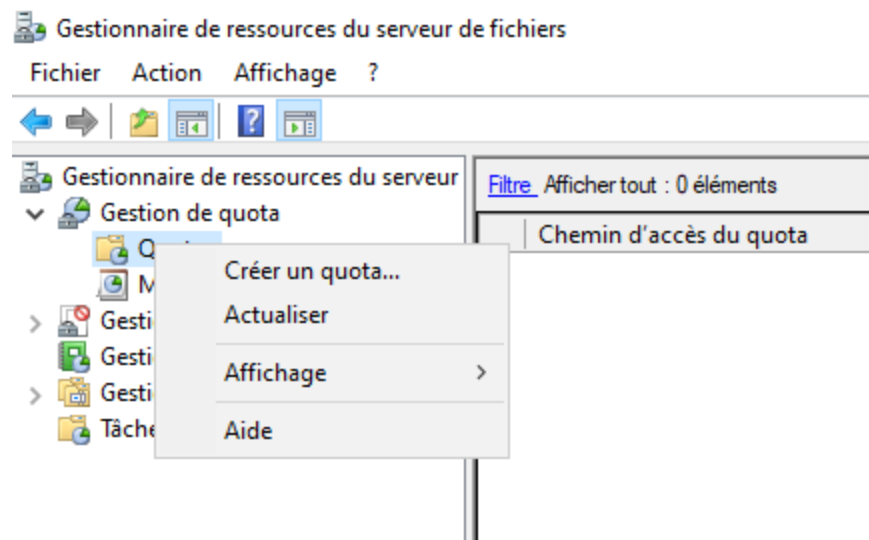 Gestionnaire de ressources du serveur de fichiers
Fichier Action Affichage ?
Gestionnaire de ressources du serveur
Filtre Afficher tout : 0 éléments
Gestion de quota
Chemin d'accès du quota
Créer un quota...
Actualiser
Affichage
Aide